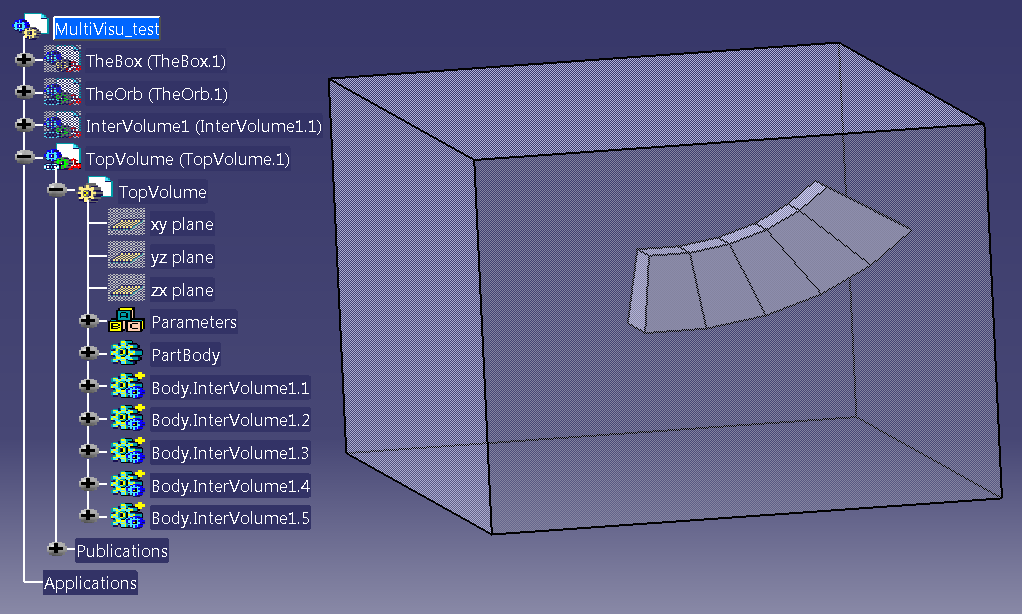 MultiVisu_test
TheBox (TheBox.1)
TheOrb (TheOrb.1)
InterVolume1 (InterVolume1.1)
TopVolume (TopVolume.1)
TopVolume
xy plane
yz plane
zx plane
Parameters
PartBody
Body.InterVolume1.1
Body.InterVolume1.2
Body.InterVolume1.3
Body.InterVolume1.4
Body.InterVolume1.5
Publications
Applications